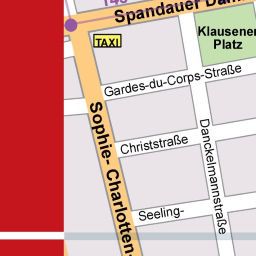 Spandauer Dam
TAXI
Klausener
Platz
Gardes-du-Corps-Straße
Sophie- Charlotten-
Christstraße
Danckelmannstraße
Seeling-